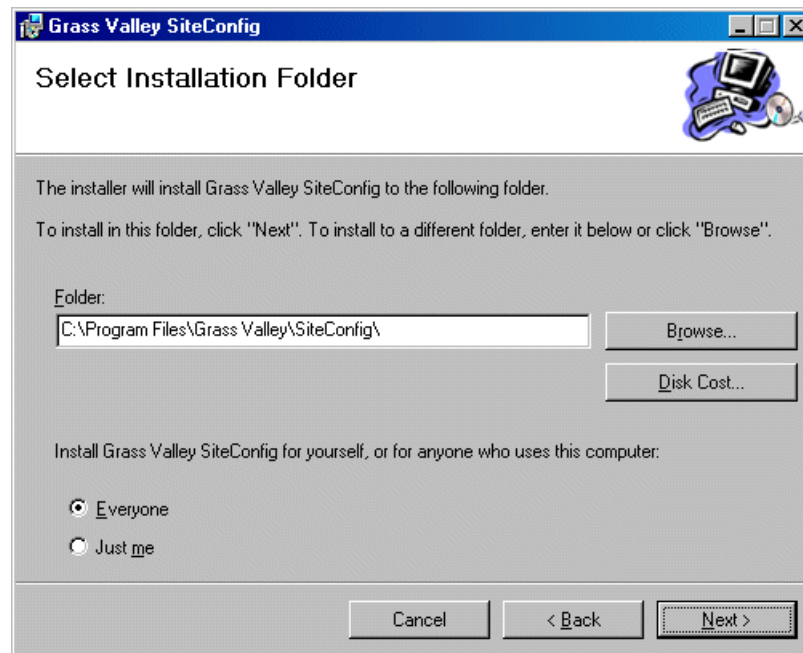 Grass Valley SiteConfig
Select Installation Folder
The installer will install Grass Valley SiteConfig to the following folder.
To install in this folder, click "Next". To install to a different folder, enter it below or click "Browse".
Folder:
C:\Program Files\Grass Valley\SiteConfig\
Browse...
Disk Cost...
Install Grass Valley SiteConfig for yourself, or for anyone who uses this computer:
Everyone
Just me
Cancel
< Back
Next >